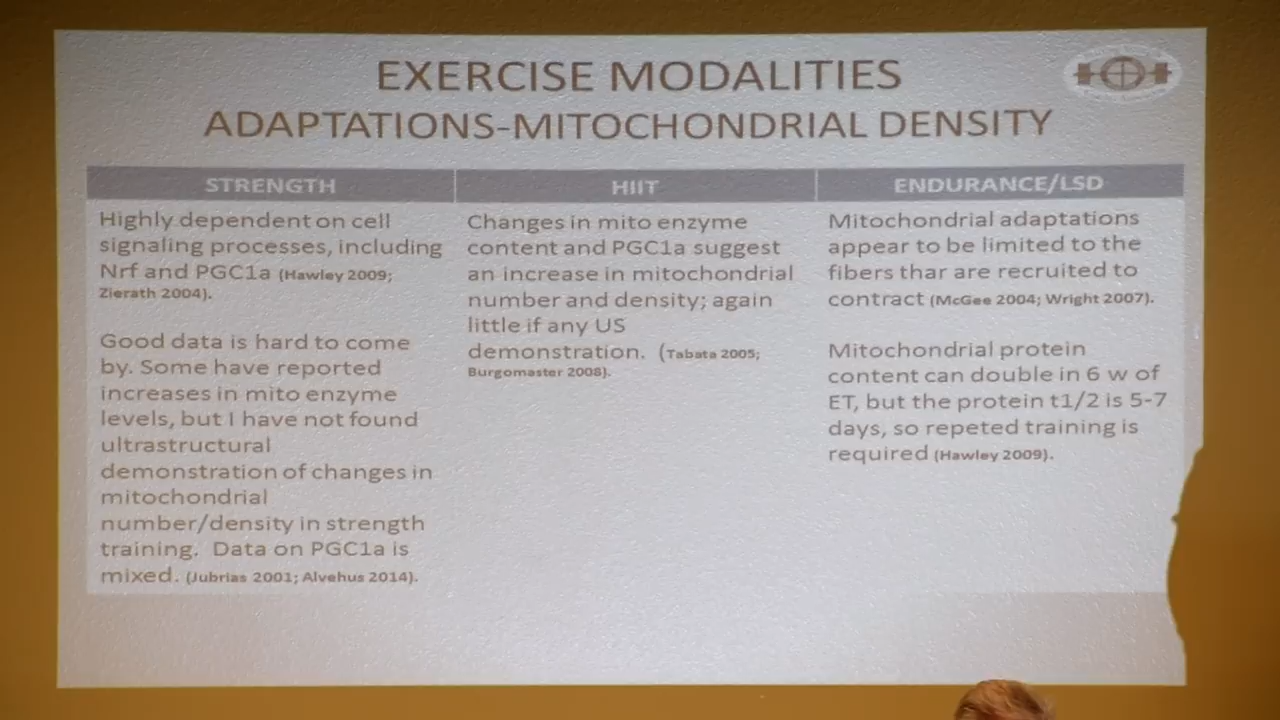 EXERCISE MODALITIES
ADAPTATIONS-MITOCHONDRIAL DENSITY
STRENGTH
Highly dependent on cell
signaling processes, including
Nrf and PGC1a (Hawley 2009;
Zierath 2004).
Good data is hard to come
by. Some have reported
increases in mito enzyme
levels, but I have not found
ultrastructural
demonstration of changes in
mitochondrial
number/density in strength
training. Data on PGC1a is
mixed. (Jubrias 2001; Alvehus 2014).
HIIT
Changes in mito enzyme
content and PGC1a suggest
an increase in mitochondrial
number and density; again
little if any US
demonstration. (Tabata 2005;
Burgomaster 2008).
ENDURANCE/LSD
Mitochondrial adaptations
appear to be limited to the
fibers thar are recruited to
contract (McGee 2004; Wright 2007).
Mitochondrial protein
content can double in 6 w of
ET, but the protein t1/2 is 5-7
days, so repeted training is
required (Hawley 2009).